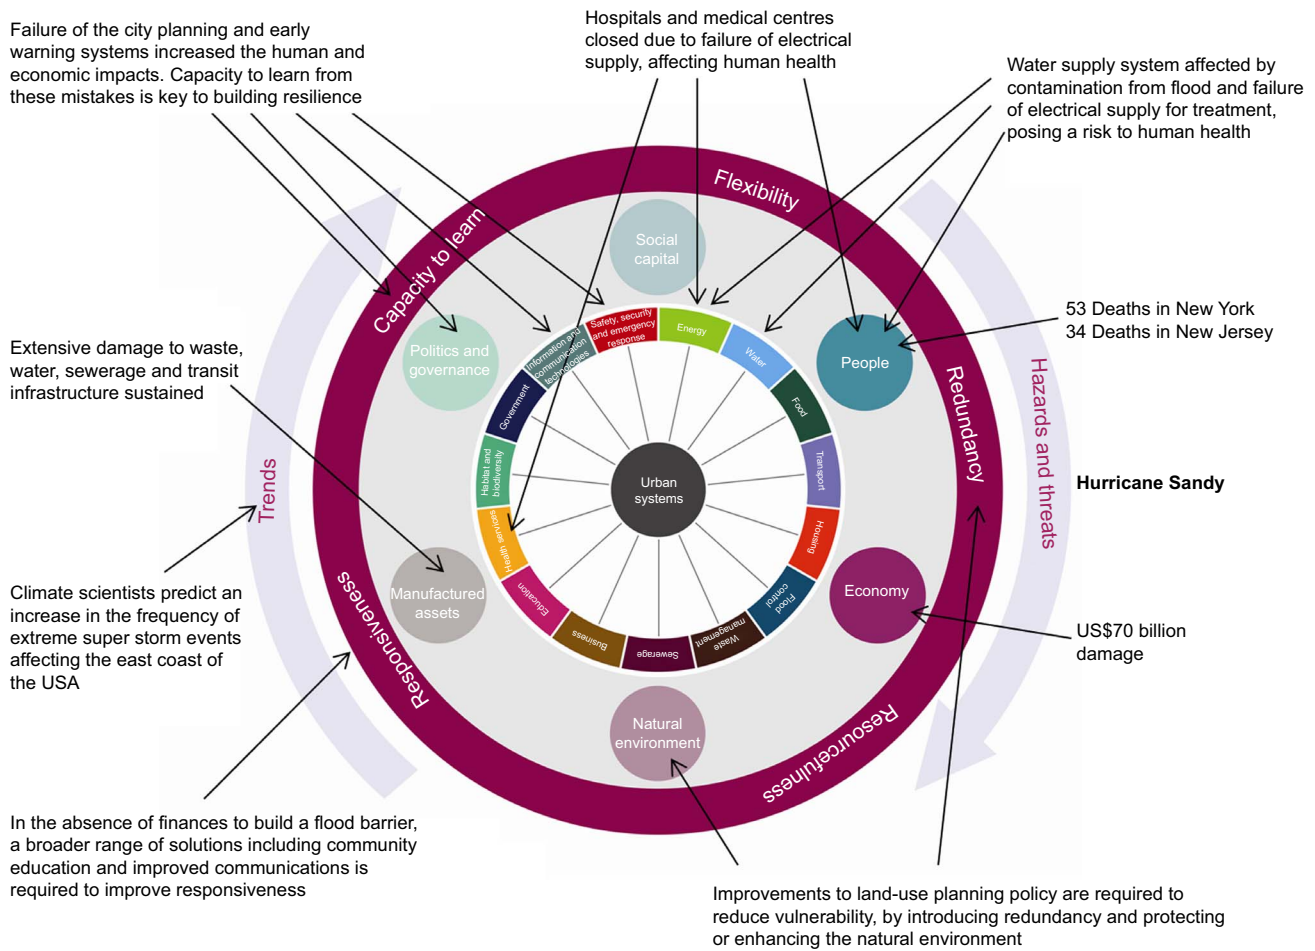 Failure of the city planning and early
warning systems increased the human and
economic impacts. Capacity to learn from
these mistakes is key to building resilience
Hospitals and medical centres
closed due to failure of electrical
supply, affecting human health
Water supply system affected by
contamination from flood and failure
of electrical supply for treatment,
posing a risk to human health
Flexibility
Capacity to learn
Redundancy
Responsiveness
Resourcefulness
Trends
Hazards and threats
Hurricane Sandy
Social
capital
Politics and
governance
People
Manufactured
assets
Economy
Natural
environment
Urban
systems
Safety, security
and emergency
response
Energy
Water
Food
Transport
Housing
Flood
control
Waste
management
Sewerage
Business
Education
Health services
Habitat and
biodiversity
Government
Information and
communication
technologies
53 Deaths in New York
34 Deaths in New Jersey
Extensive damage to waste,
water, sewerage and transit
infrastructure sustained
Climate scientists predict an
increase in the frequency of
extreme super storm events
affecting the east coast of
the USA
US$70 billion
damage
In the absence of finances to build a flood barrier,
a broader range of solutions including community
education and improved communications is
required to improve responsiveness
Improvements to land-use planning policy are required to
reduce vulnerability, by introducing redundancy and protecting
or enhancing the natural environment